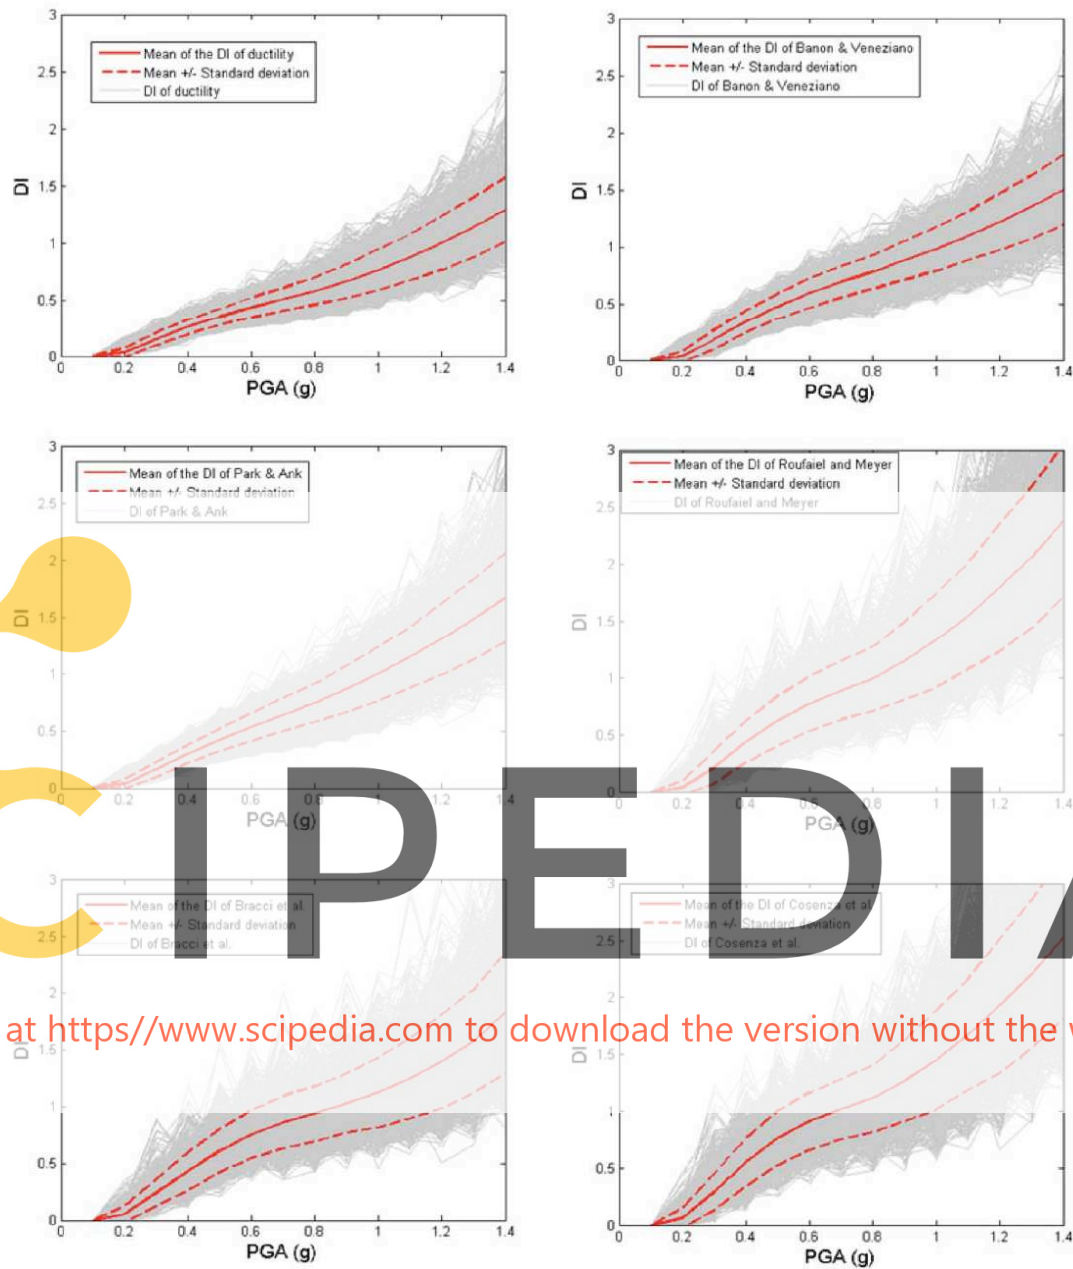 3
2.5
2
1.5
1
0.5
0
DI
Mean of the DI of ductility
Mean +/- Standard deviation
DI of ductility
0 0.2 0.4 0.6 0.8 1 1.2 1.4
PGA (g)
3
2.5
2
1.5
1
0.5
0
DI
Mean of the DI of Banon & Veneziano
Mean +/- Standard deviation
DI of Banon & Veneziano
0 0.2 0.4 0.6 0.8 1 1.2 1.4
PGA (g)
3
2.5
2
1.5
1
0.5
0
DI
Mean of the DI of Park & Ank
Mean +/- Standard deviation
DI of Park & Ank
0 0.2 0.4 0.6 0.8 1 1.2 1.4
PGA (g)
3
2.5
2
1.5
1
0.5
0
DI
Mean of the DI of Roufaiel and Meyer
Mean +/- Standard deviation
DI of Roufaiel and Meyer
0 0.2 0.4 0.6 0.8 1 1.2 1.4
PGA (g)
CIPEDIA
3
2.5
2
1.5
1
0.5
0
DI
Mean of the DI of Bracci et al.
Mean +/- Standard deviation
DI of Bracci et al.
0 0.2 0.4 0.6 0.8 1 1.2 1.4
PGA (g)
3
2.5
2
1.5
1
0.5
0
DI
Mean of the DI of Cosenza et al.
Mean +/- Standard deviation
DI of Cosenza et al.
0 0.2 0.4 0.6 0.8 1 1.2 1.4
PGA (g)
at https//www.scipedia.com to download the version without the w